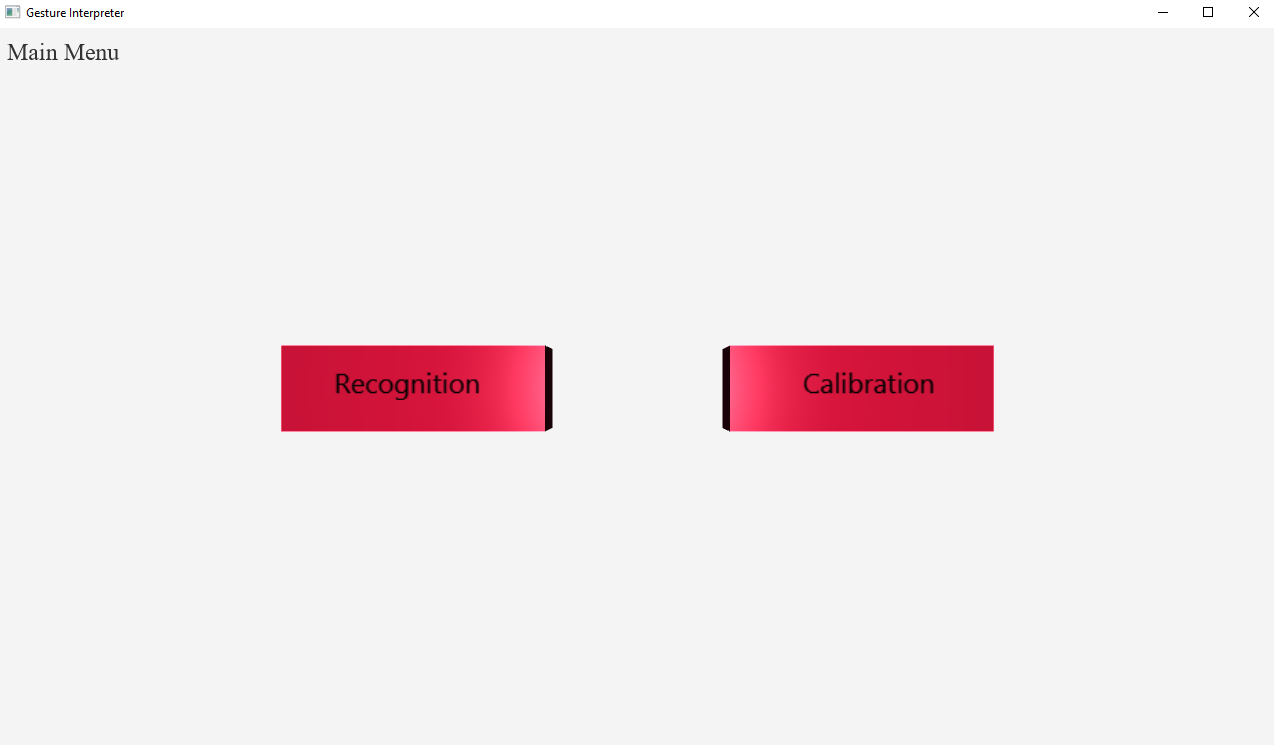 Gesture Interpreter
Main Menu
Recognition
Calibration